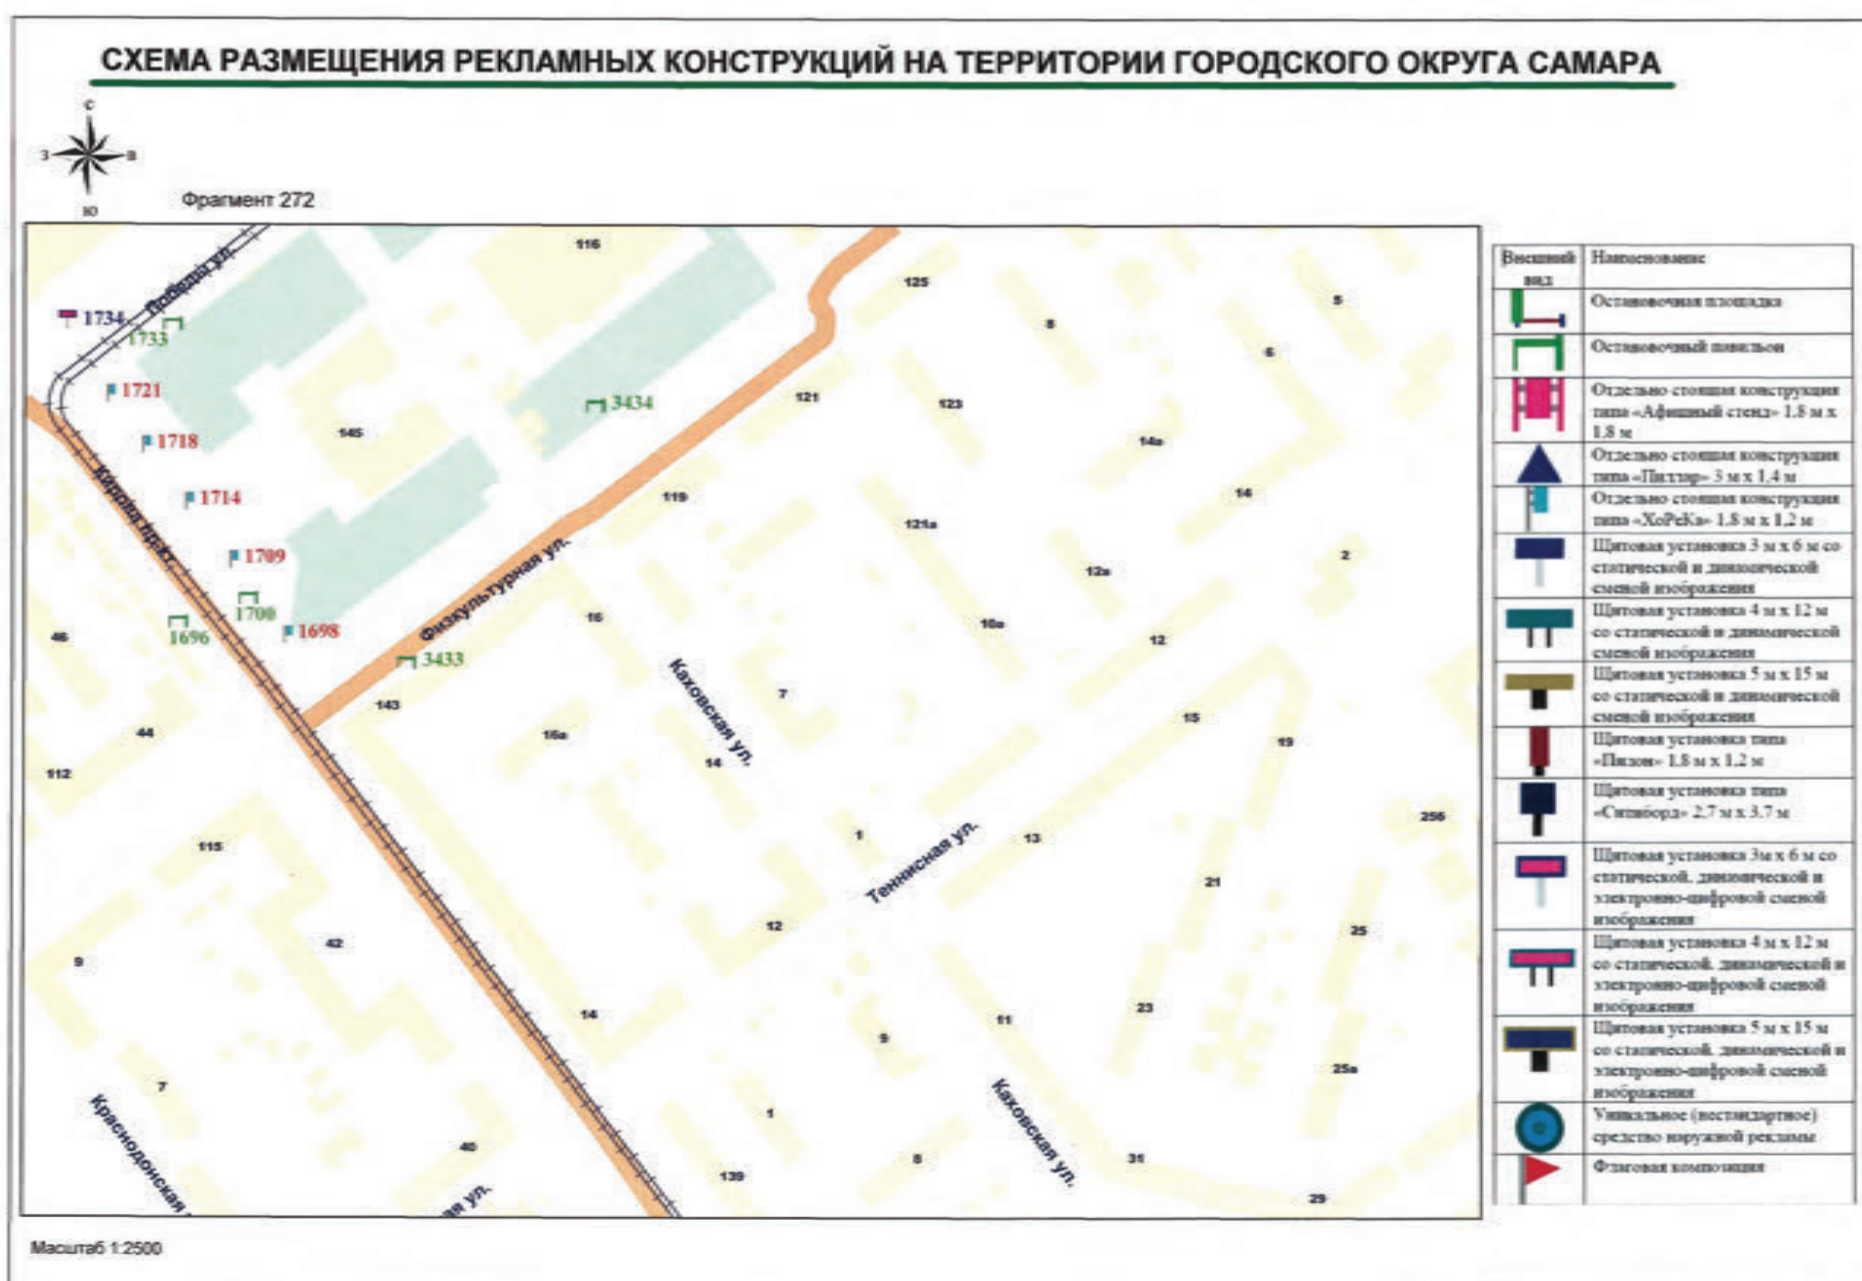 СХЕМА РАЗМЕЩЕНИЯ РЕКЛАМНЫХ КОНСТРУКЦИЙ НА ТЕРРИТОРИИ ГОРОДСКОГО ОКРУГА САМАРА
С
З В
Ю
Фрагмент 272
116
125
5
Победы ул.
1734
8
1733
6
1721
121
123
3434
1718
145
14а
1714
119
14
Кирова пр-кт.
121а
1709
2
12а
Физкультурная ул.
1700
16
16а
1696
1698
46
12
3433
Каховская ул.
7
143
15
44
16а
19
112
14
256
115
1
13
Теннисная ул.
21
12
25
42
9
14
11
23
9
7
25а
Краснодонская
1
Каховская ул.
40
139
8
31
29
ая ул.
Масштаб 1:2500
Внешний вид
Наименование
Остановочная площадка
Остановочный павильон
Отдельно стоящая конструкция
типа «Афишный стенд» 1,8 м х
1,8 м
Отдельно стоящая конструкция
типа «Пиллар» 3 м х 1,4 м
Отдельно стоящая конструкция
типа «ХоРеКа» 1,8 м х 1,2 м
Щитовая установка 3 м х 6 м со
статической и динамической
сменой изображения
Щитовая установка 4 м х 12 м
со статической и динамической
сменой изображения
Щитовая установка 5 м х 15 м
со статической и динамической
сменой изображения
Щитовая установка типа
«Пилон» 1,8 м х 1,2 м
Щитовая установка типа
«Ситиборд» 2,7 м х 3,7 м
Щитовая установка 3м х 6 м со
статической, динамической и
электронно-цифровой сменой
изображения
Щитовая установка 4 м х 12 м
со статической, динамической и
электронно-цифровой сменой
изображения
Щитовая установка 5 м х 15 м
со статической, динамической и
электронно-цифровой сменой
изображения
Уникальное (нестандартное)
средство наружной рекламы
Флаговая композиция